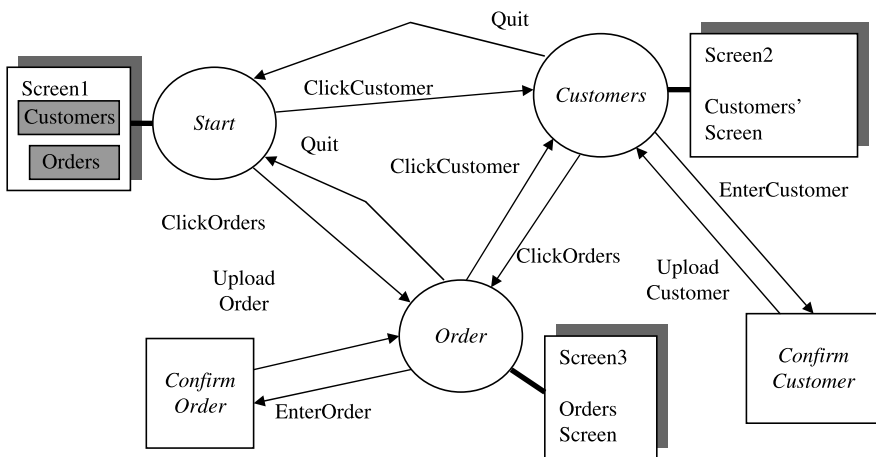 Quit
Screen1
Customers
Orders
Start
ClickCustomer
Customers
Screen2
Customers’
Screen
Quit
ClickCustomer
EnterCustomer
ClickOrders
ClickOrders
Upload
Order
Upload
Customer
Order
Confirm
Order
EnterOrder
Screen3
Orders
Screen
Confirm
Customer